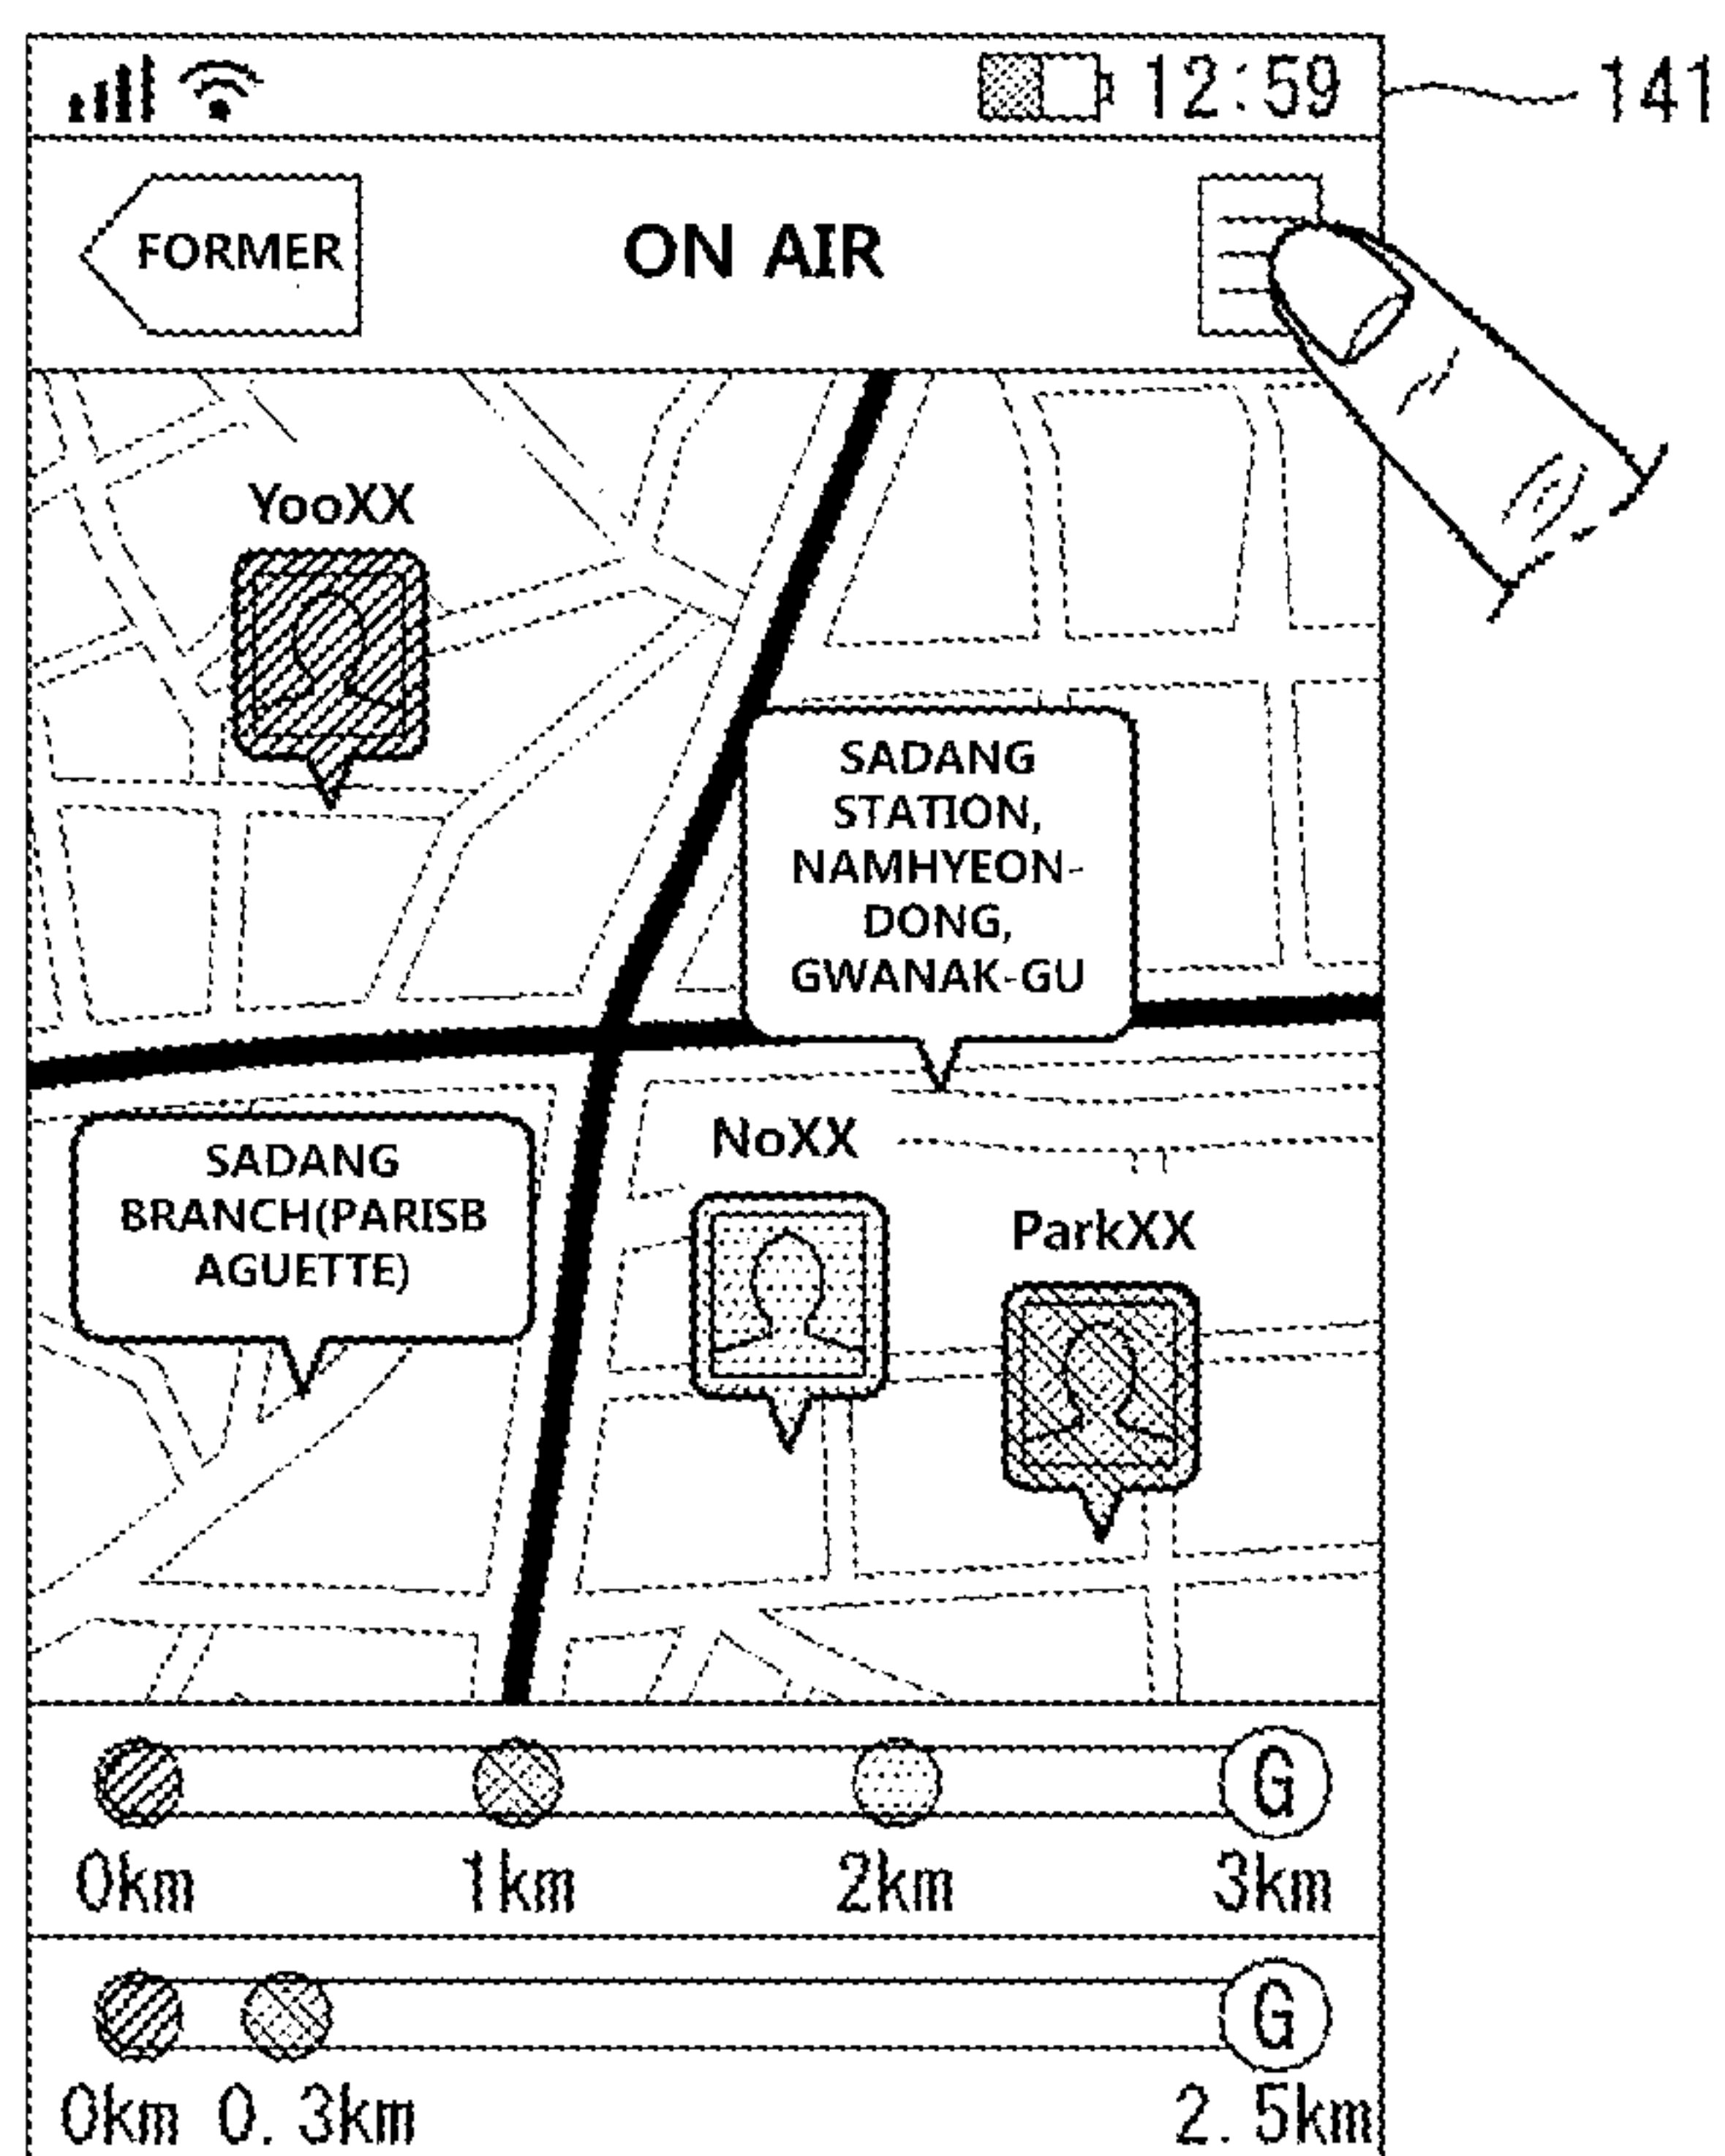 12:59
141
FORMER
ON AIR
YooXX
SADANG
STATION,
NAMHYEON-
DONG,
GWANAK-GU
SADANG
BRANCH(PARISB
AGUETTE)
NoXX
ParkXX
G
0km 1km 2km 3km
G
0km 0.3km 2.5km